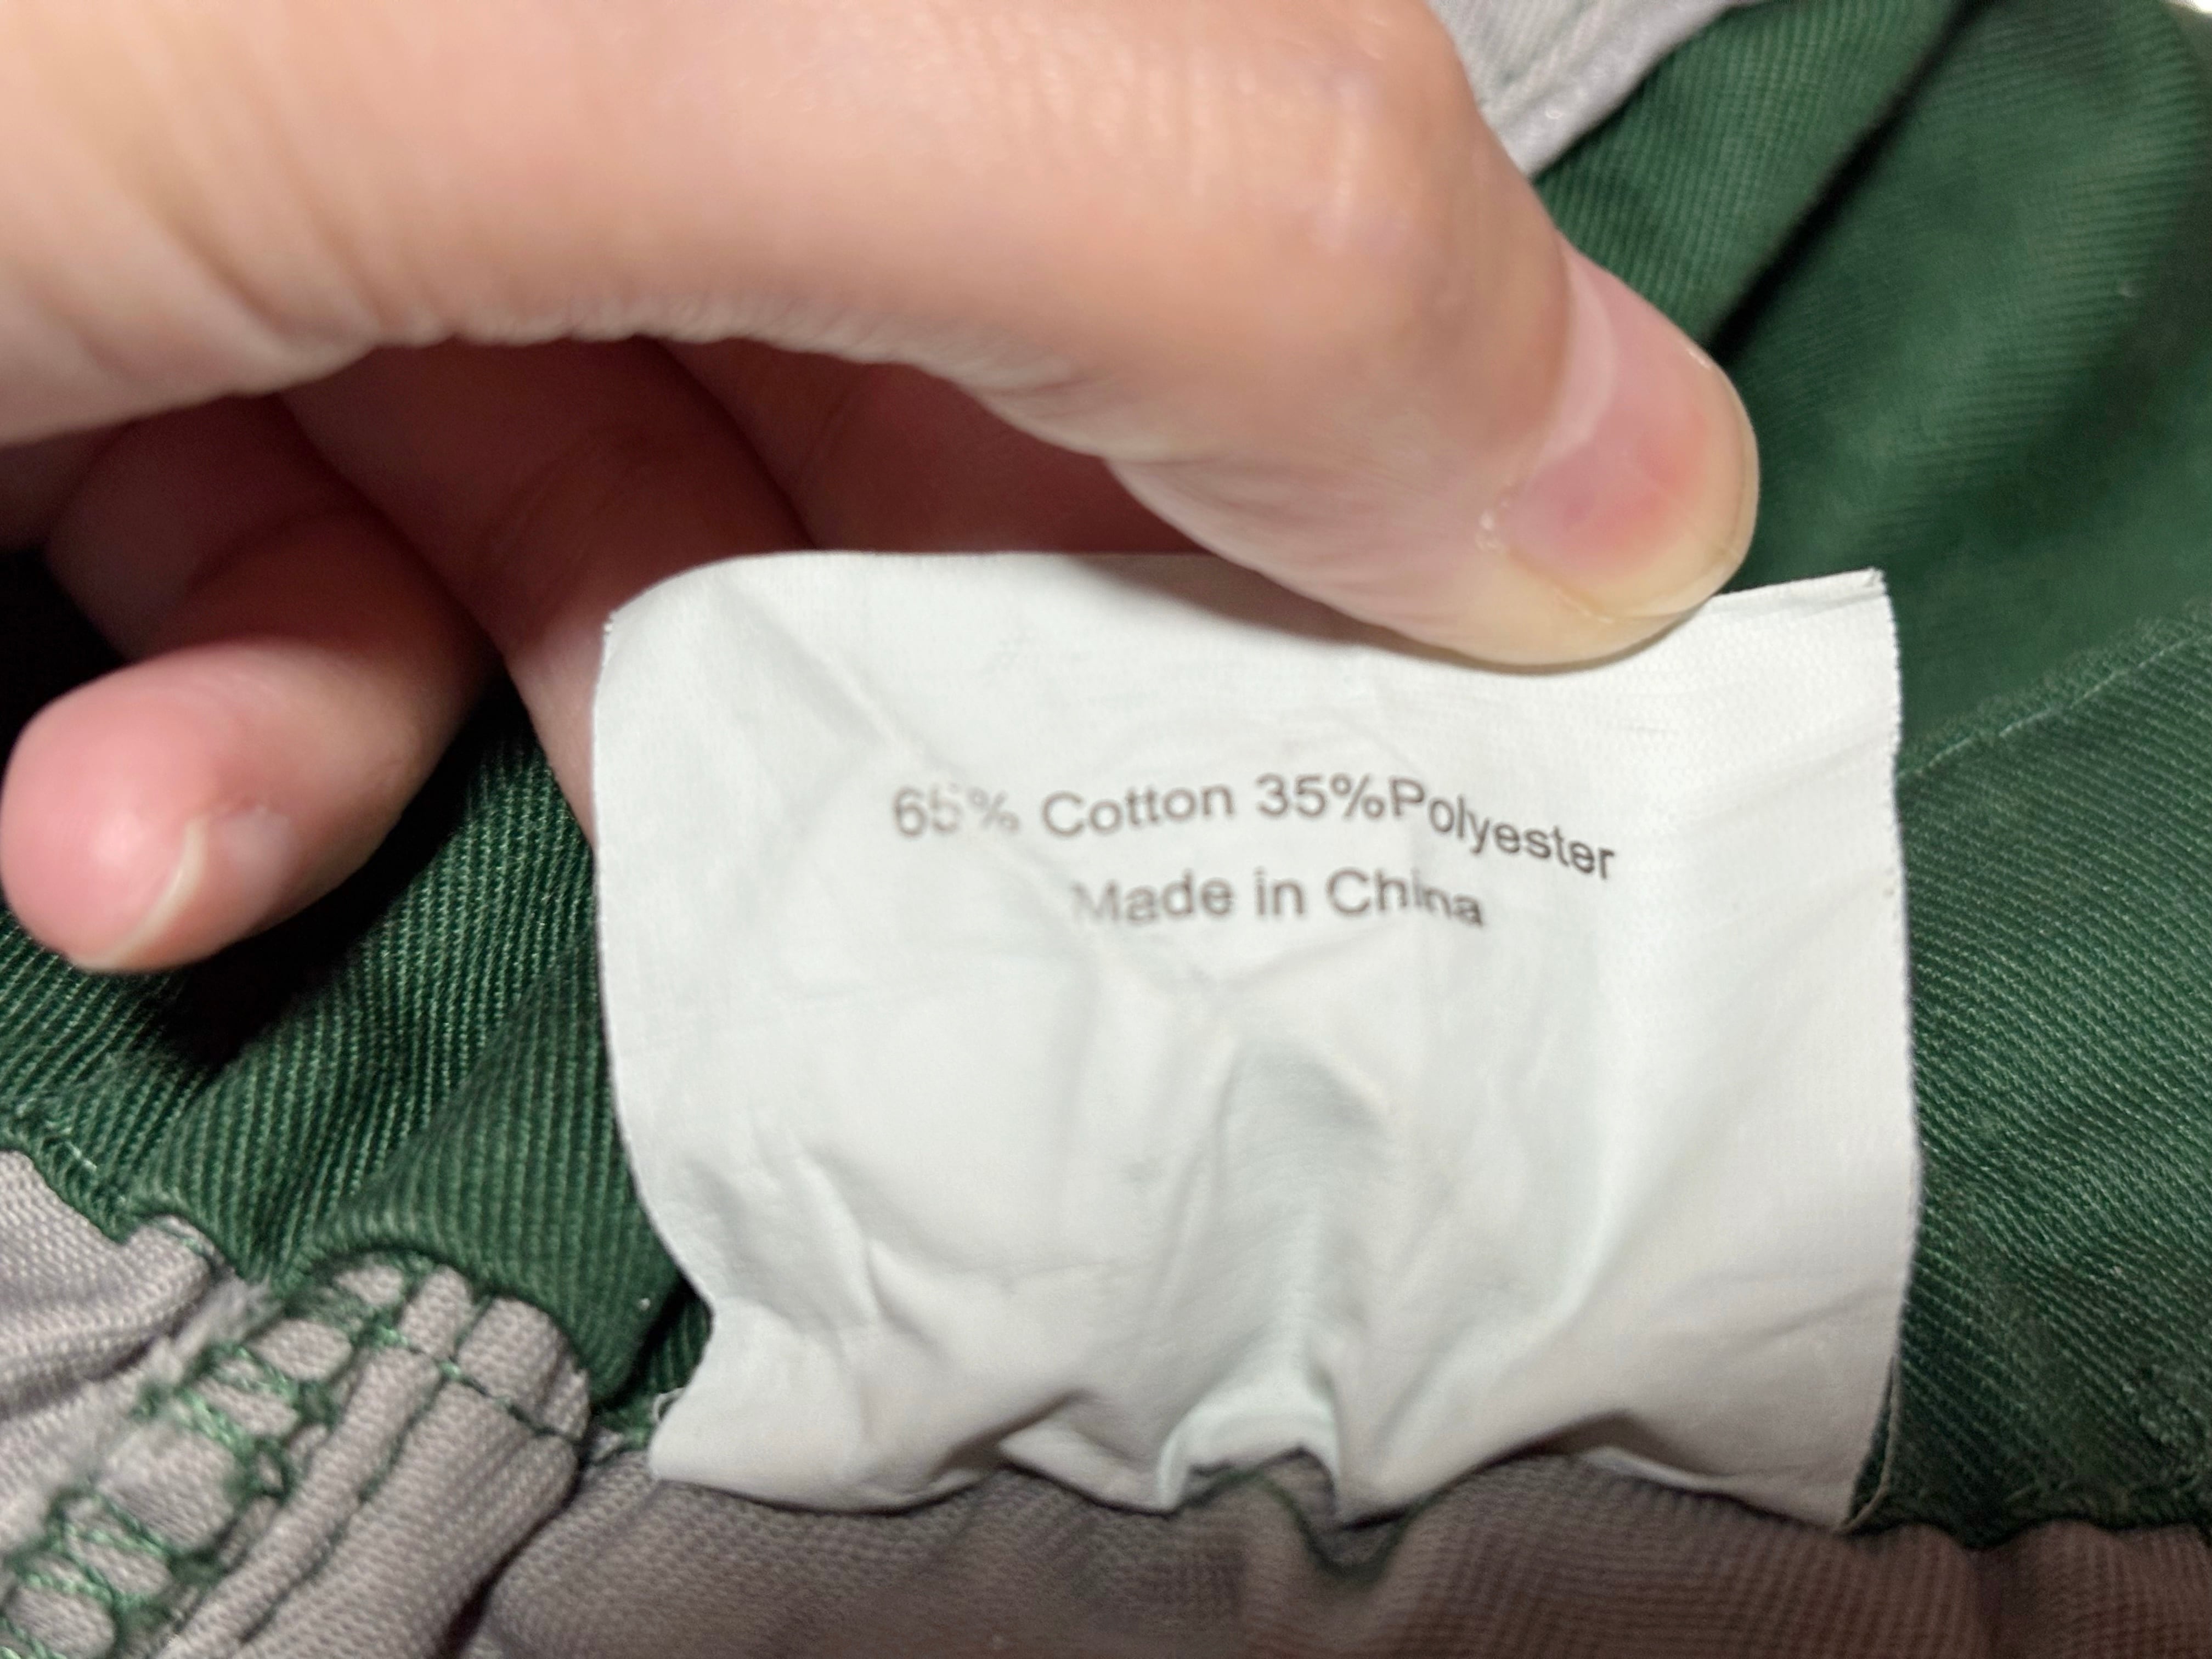 65% Cotton 35%Polyester
Made in China